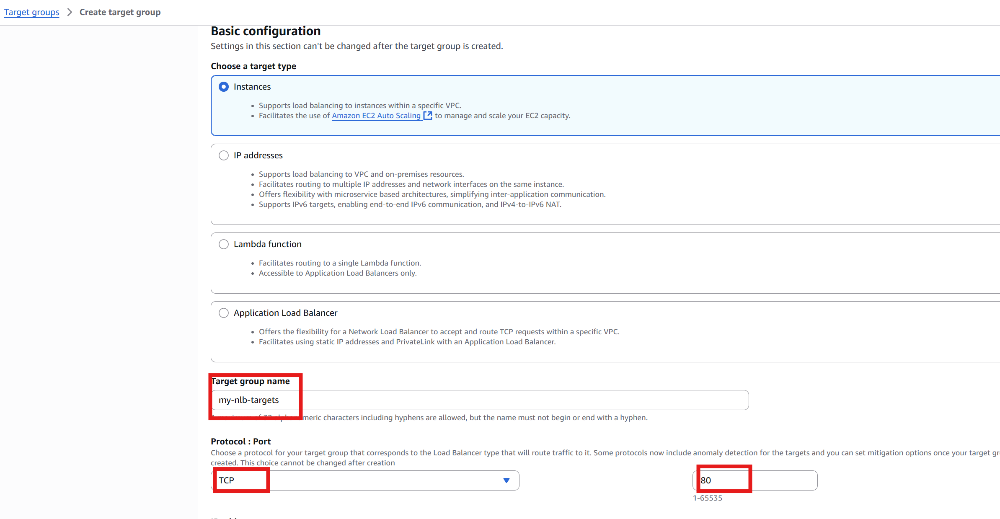 Target groups > Create target group
Basic configuration
Settings in this section can't be changed after the target group is created.
Choose a target type
Instances
• Supports load balancing to instances within a specific VPC.
• Facilitates the use of Amazon EC2 Auto Scaling to manage and scale your EC2 capacity.
IP addresses
• Supports load balancing to VPC and on-premises resources.
• Facilitates routing to multiple IP addresses and network interfaces on the same instance.
• Offers flexibility with microservice based architectures, simplifying inter-application communication.
• Supports IPv6 targets, enabling end-to-end IPv6 communication, and IPv4-to-IPv6 NAT.
Lambda function
• Facilitates routing to a single Lambda function.
• Accessible to Application Load Balancers only.
Application Load Balancer
• Offers the flexibility for a Network Load Balancer to accept and route TCP requests within a specific VPC.
• Facilitates using static IP addresses and PrivateLink with an Application Load Balancer.
Target group name
my-nlb-targets
characters including hyphens are allowed, but the name must not begin or end with a hyphen.
Protocol : Port
Choose a protocol for your target group that corresponds to the Load Balancer type that will route traffic to it. Some protocols now include anomaly detection for the targets and you can set mitigation options once your target
created. This choice cannot be changed after creation
TCP
80
1-65535